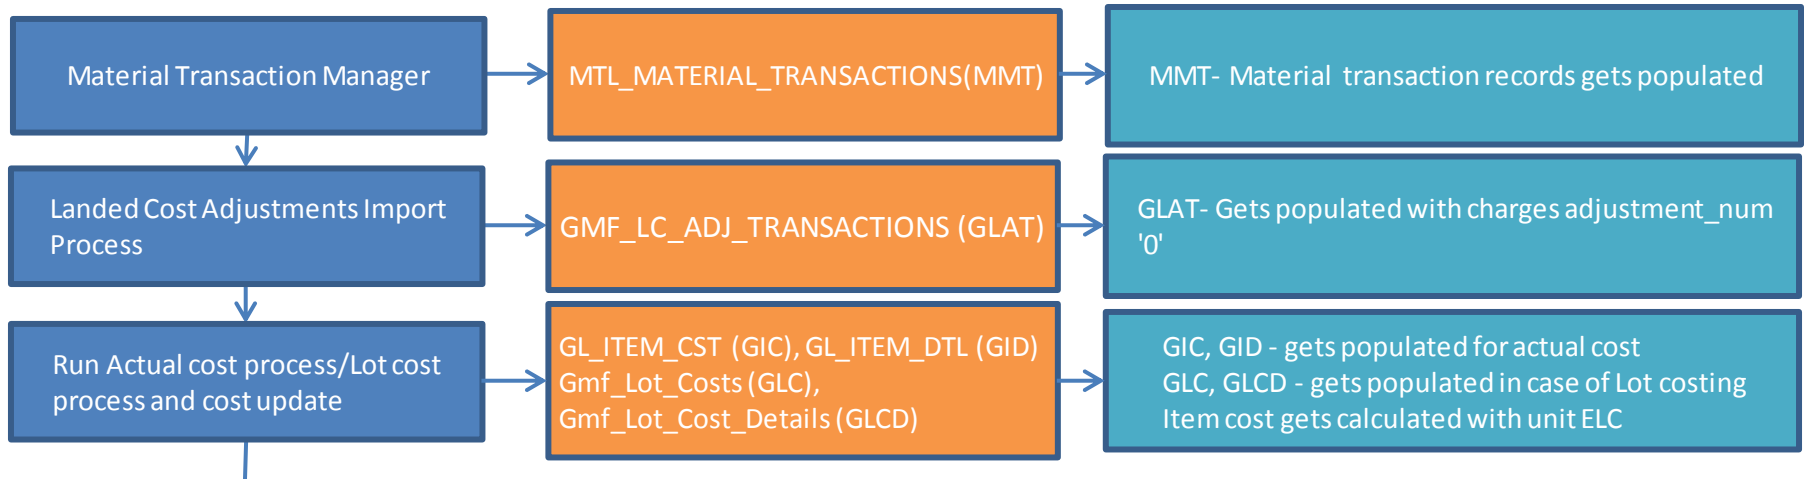 Material Transaction Manager
MTL_MATERIAL_TRANSACTIONS(MMT)
MMT- Material transaction records gets populated
Landed Cost Adjustments Import
Process
GMF_LC_ADJ_TRANSACTIONS (GLAT)
GLAT- Gets populated with charges adjustment_num
'0'
Run Actual cost process/Lot cost
process and cost update
GL_ITEM_CST (GIC), GL_ITEM_DTL (GID)
Gmf_Lot_Costs (GLC),
Gmf_Lot_Cost_Details (GLCD)
GIC, GID - gets populated for actual cost
GLC, GLCD - gets populated in case of Lot costing
Item cost gets calculated with unit ELC